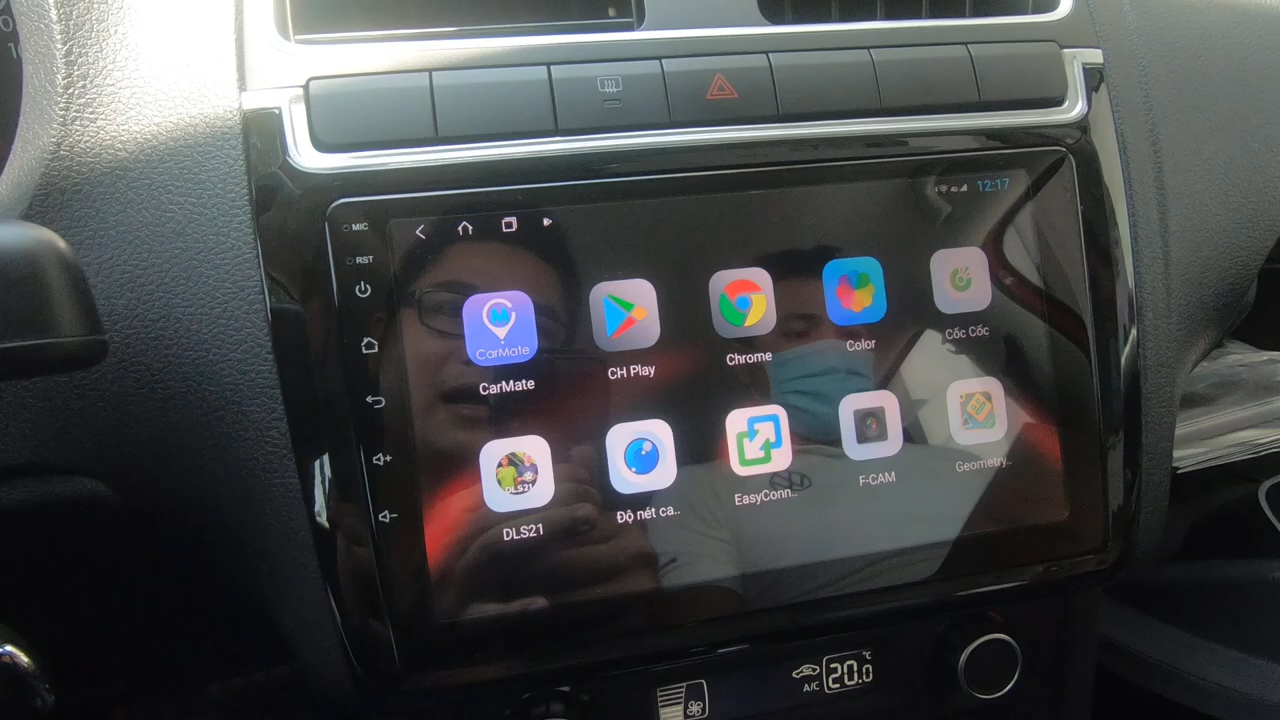 MIC
RST
4G
12:17
CarMate
CarMate
CH Play
Chrome
Color
Cốc Cốc
DLS21
DLS21
Độ nét ca..
EasyConn..
F-CAM
Geometry..
A/C
20.0
°C